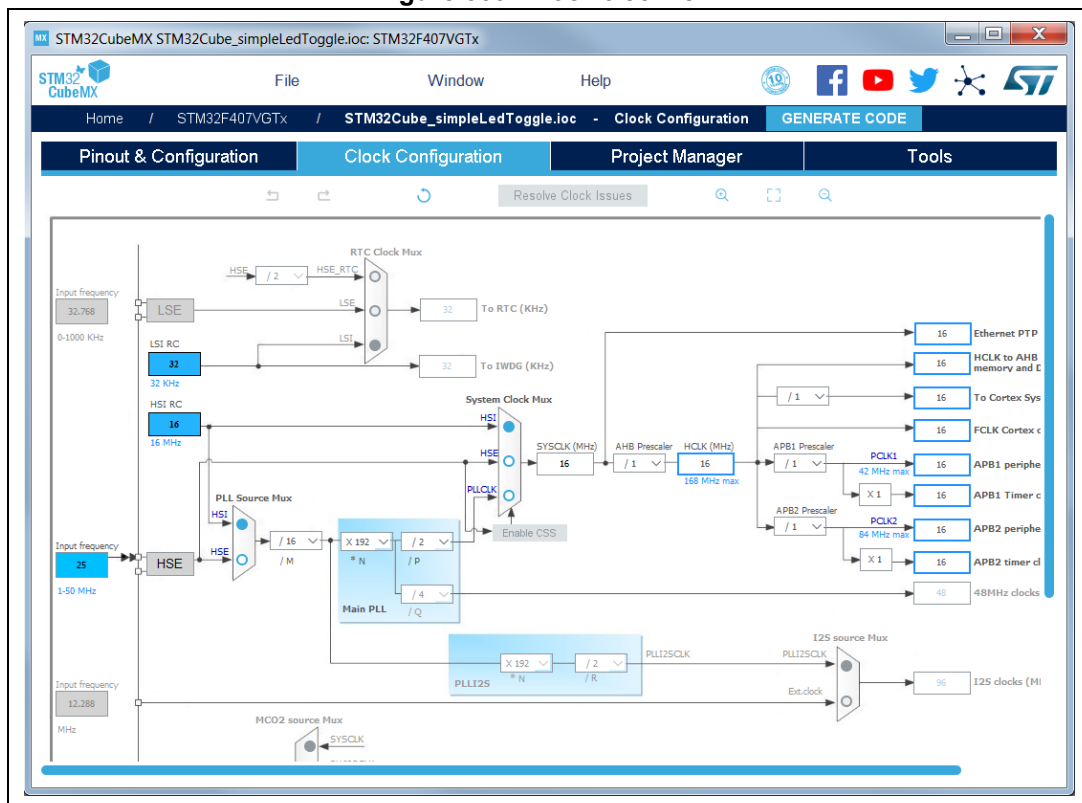 MX STM32CubeMX STM32Cube_simpleLedToggle.ioc: STM32F407VGTx
STM32 CubeMX File Window Help 10
Home / STM32F407VGTx / STM32Cube_simpleLedToggle.ioc - Clock Configuration GENERATE CODE
Pinout & Configuration Clock Configuration Project Manager Tools
Resolve Clock Issues
RTC Clock Mux
HSE / 2 HSE_RTC
Input frequency
32.768 LSE LSE 32 To RTC (KHz)
0-1000 KHz
LSI RC LSI
32 32 To IWDG (KHz)
32 KHz
HSI RC
16
16 MHz
System Clock Mux
HSI
HSE
PLLCLK
Enable CSS
SYSCLK (MHz) AHB Prescaler HCLK (MHz)
16 / 1 16
168 MHz max
16 Ethernet PTP
16 HCLK to AHB
memory and D
/ 1 16 To Cortex Sys
16 FCLK Cortex c
APB1 Prescaler PCLK1
/ 1 16 APB1 periphe
42 MHz max
X 1 16 APB1 Timer c
APB2 Prescaler PCLK2
/ 1 16 APB2 periphe
84 MHz max
X 1 16 APB2 timer cl
48 48MHz clocks
PLL Source Mux
HSI
HSE
/ 16 X 192 / 2
/ M * N / P
/ 4
Main PLL / Q
Input frequency
25 HSE
1-50 MHz
X 192 / 2 PLLI2SCLK
PLLI2S * N / R
I2S source Mux
PLLI2SCLK
Ext.clock
96 I2S clocks (MI
Input frequency
12.288
MHz
MCO2 source Mux
SYSCLK